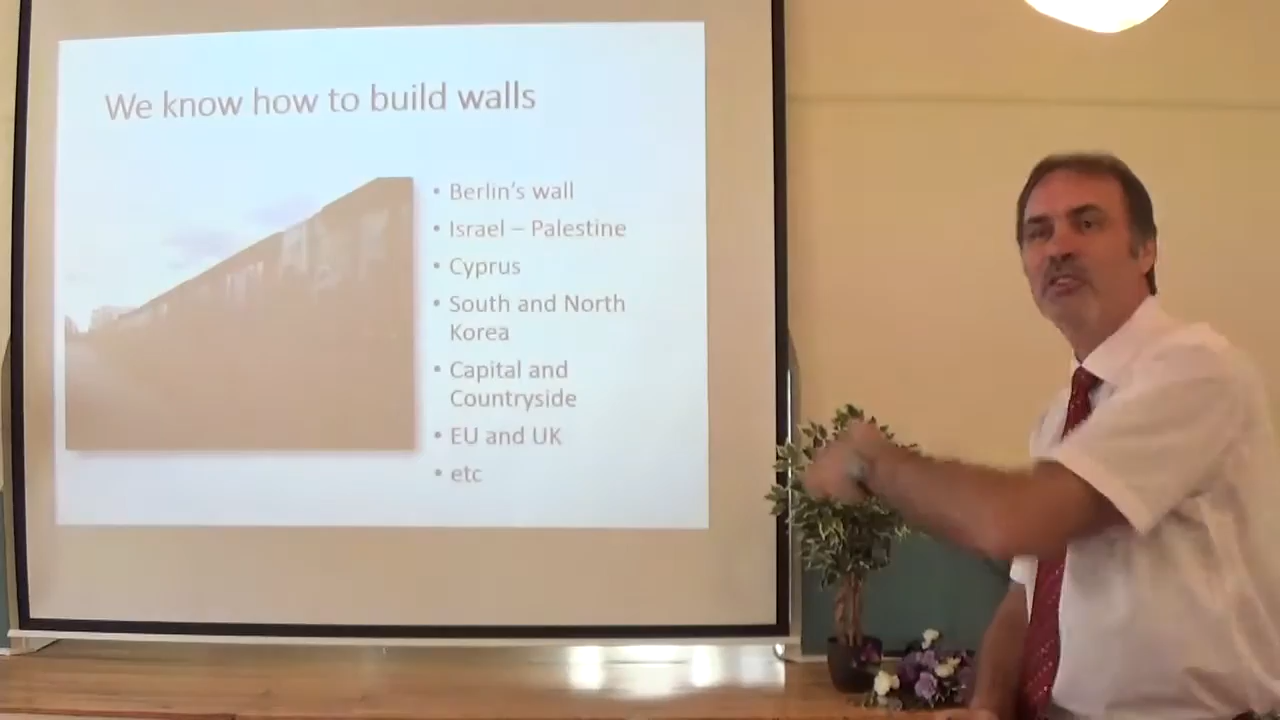 We know how to build walls
• Berlin's wall
• Israel – Palestine
• Cyprus
• South and North
Korea
• Capital and
Countryside
• EU and UK
• etc